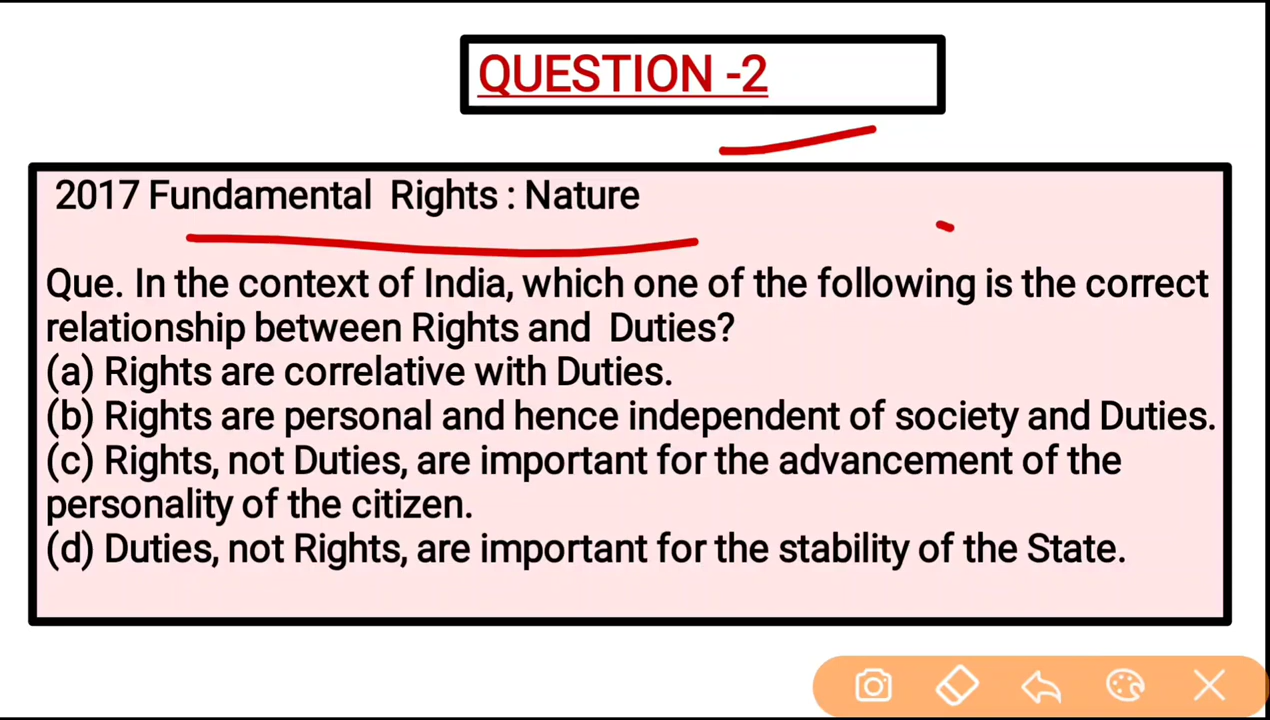 QUESTION -2
2017 Fundamental Rights : Nature
Que. In the context of India, which one of the following is the correct
relationship between Rights and Duties?
(a) Rights are correlative with Duties.
(b) Rights are personal and hence independent of society and Duties.
(c) Rights, not Duties, are important for the advancement of the
personality of the citizen.
(d) Duties, not Rights, are important for the stability of the State.